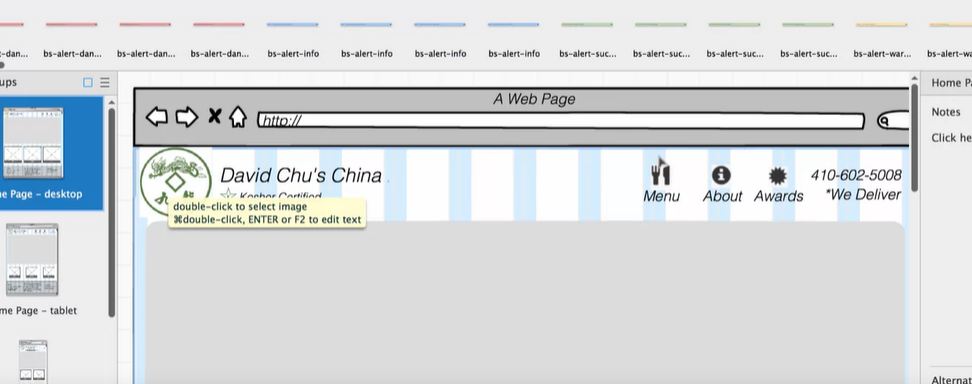 -dan...
bs-alert-dan...
bs-alert-dan...
bs-alert-dan...
bs-alert-info
bs-alert-info
bs-alert-info
bs-alert-info
bs-alert-suc...
bs-alert-suc...
bs-alert-suc...
bs-alert-suc...
bs-alert-war...
bs-alert-wa
ups
Home Pa
Notes
Click he
A Web Page
http://
David Chu's China
Kosher Certified
double-click to select image
⌘double-click, ENTER or F2 to edit text
Menu
About
Awards
410-602-5008
*We Deliver
me Page – desktop
me Page – tablet
Alternat